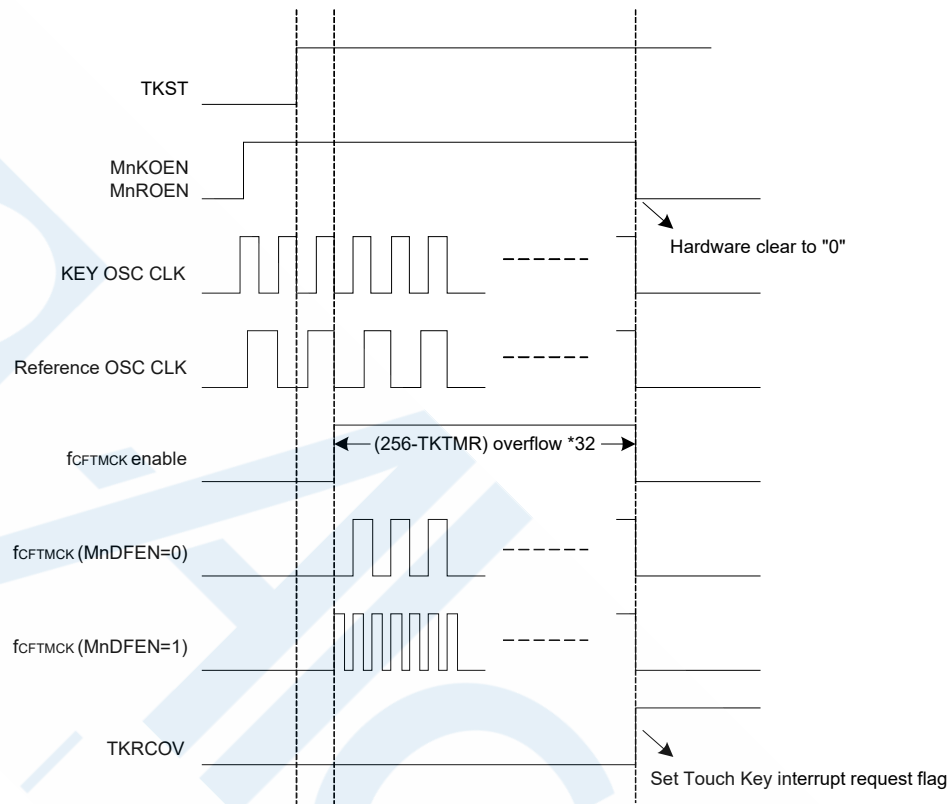 TKST
MnKOEN
MnROEN
Hardware clear to "0"
KEY OSC CLK
Reference OSC CLK
(256-TKTMR) overflow *32
fCFTMCK enable
fCFTMCK (MnDFEN=0)
fCFTMCK (MnDFEN=1)
TKRCOV
Set Touch Key interrupt request flag